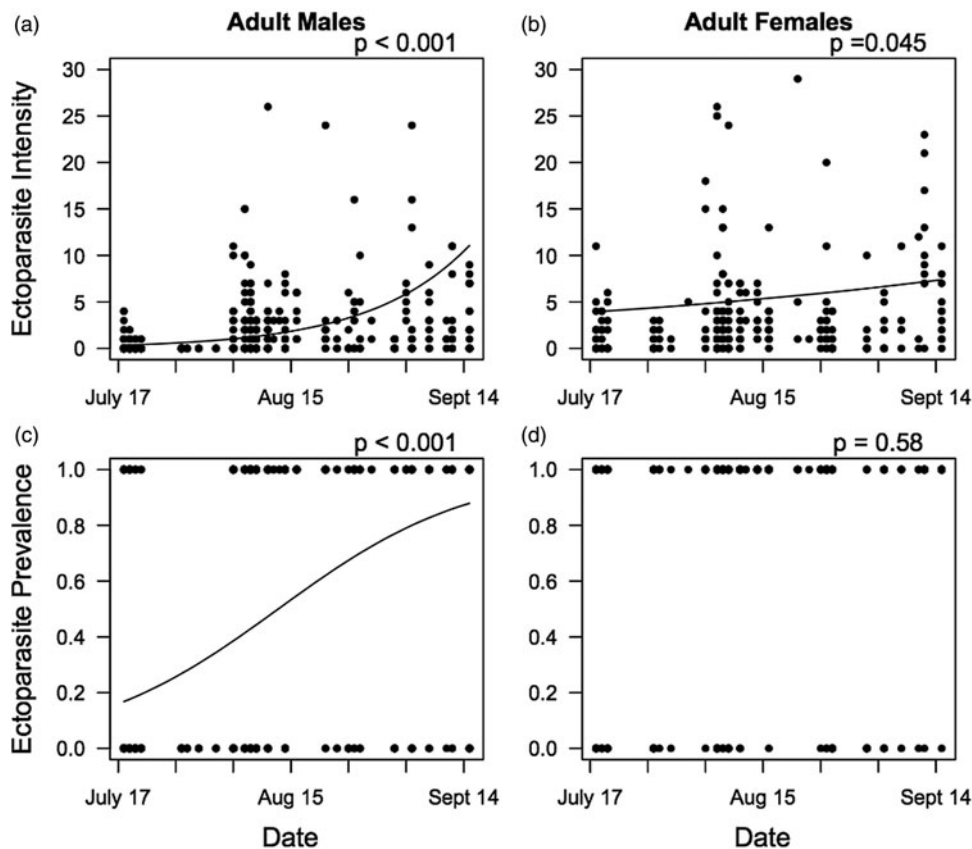 (a) Adult Males (b) Adult Females
p < 0.001 p =0.045
Ectoparasite Intensity
30 30
25 25
20 20
15 15
10 10
5 5
0 0
July 17 Aug 15 Sept 14 July 17 Aug 15 Sept 14
(c) p < 0.001 (d) p = 0.58
Ectoparasite Prevalence
1.0 1.0
0.8 0.8
0.6 0.6
0.4 0.4
0.2 0.2
0.0 0.0
July 17 Aug 15 Sept 14 July 17 Aug 15 Sept 14
Date Date